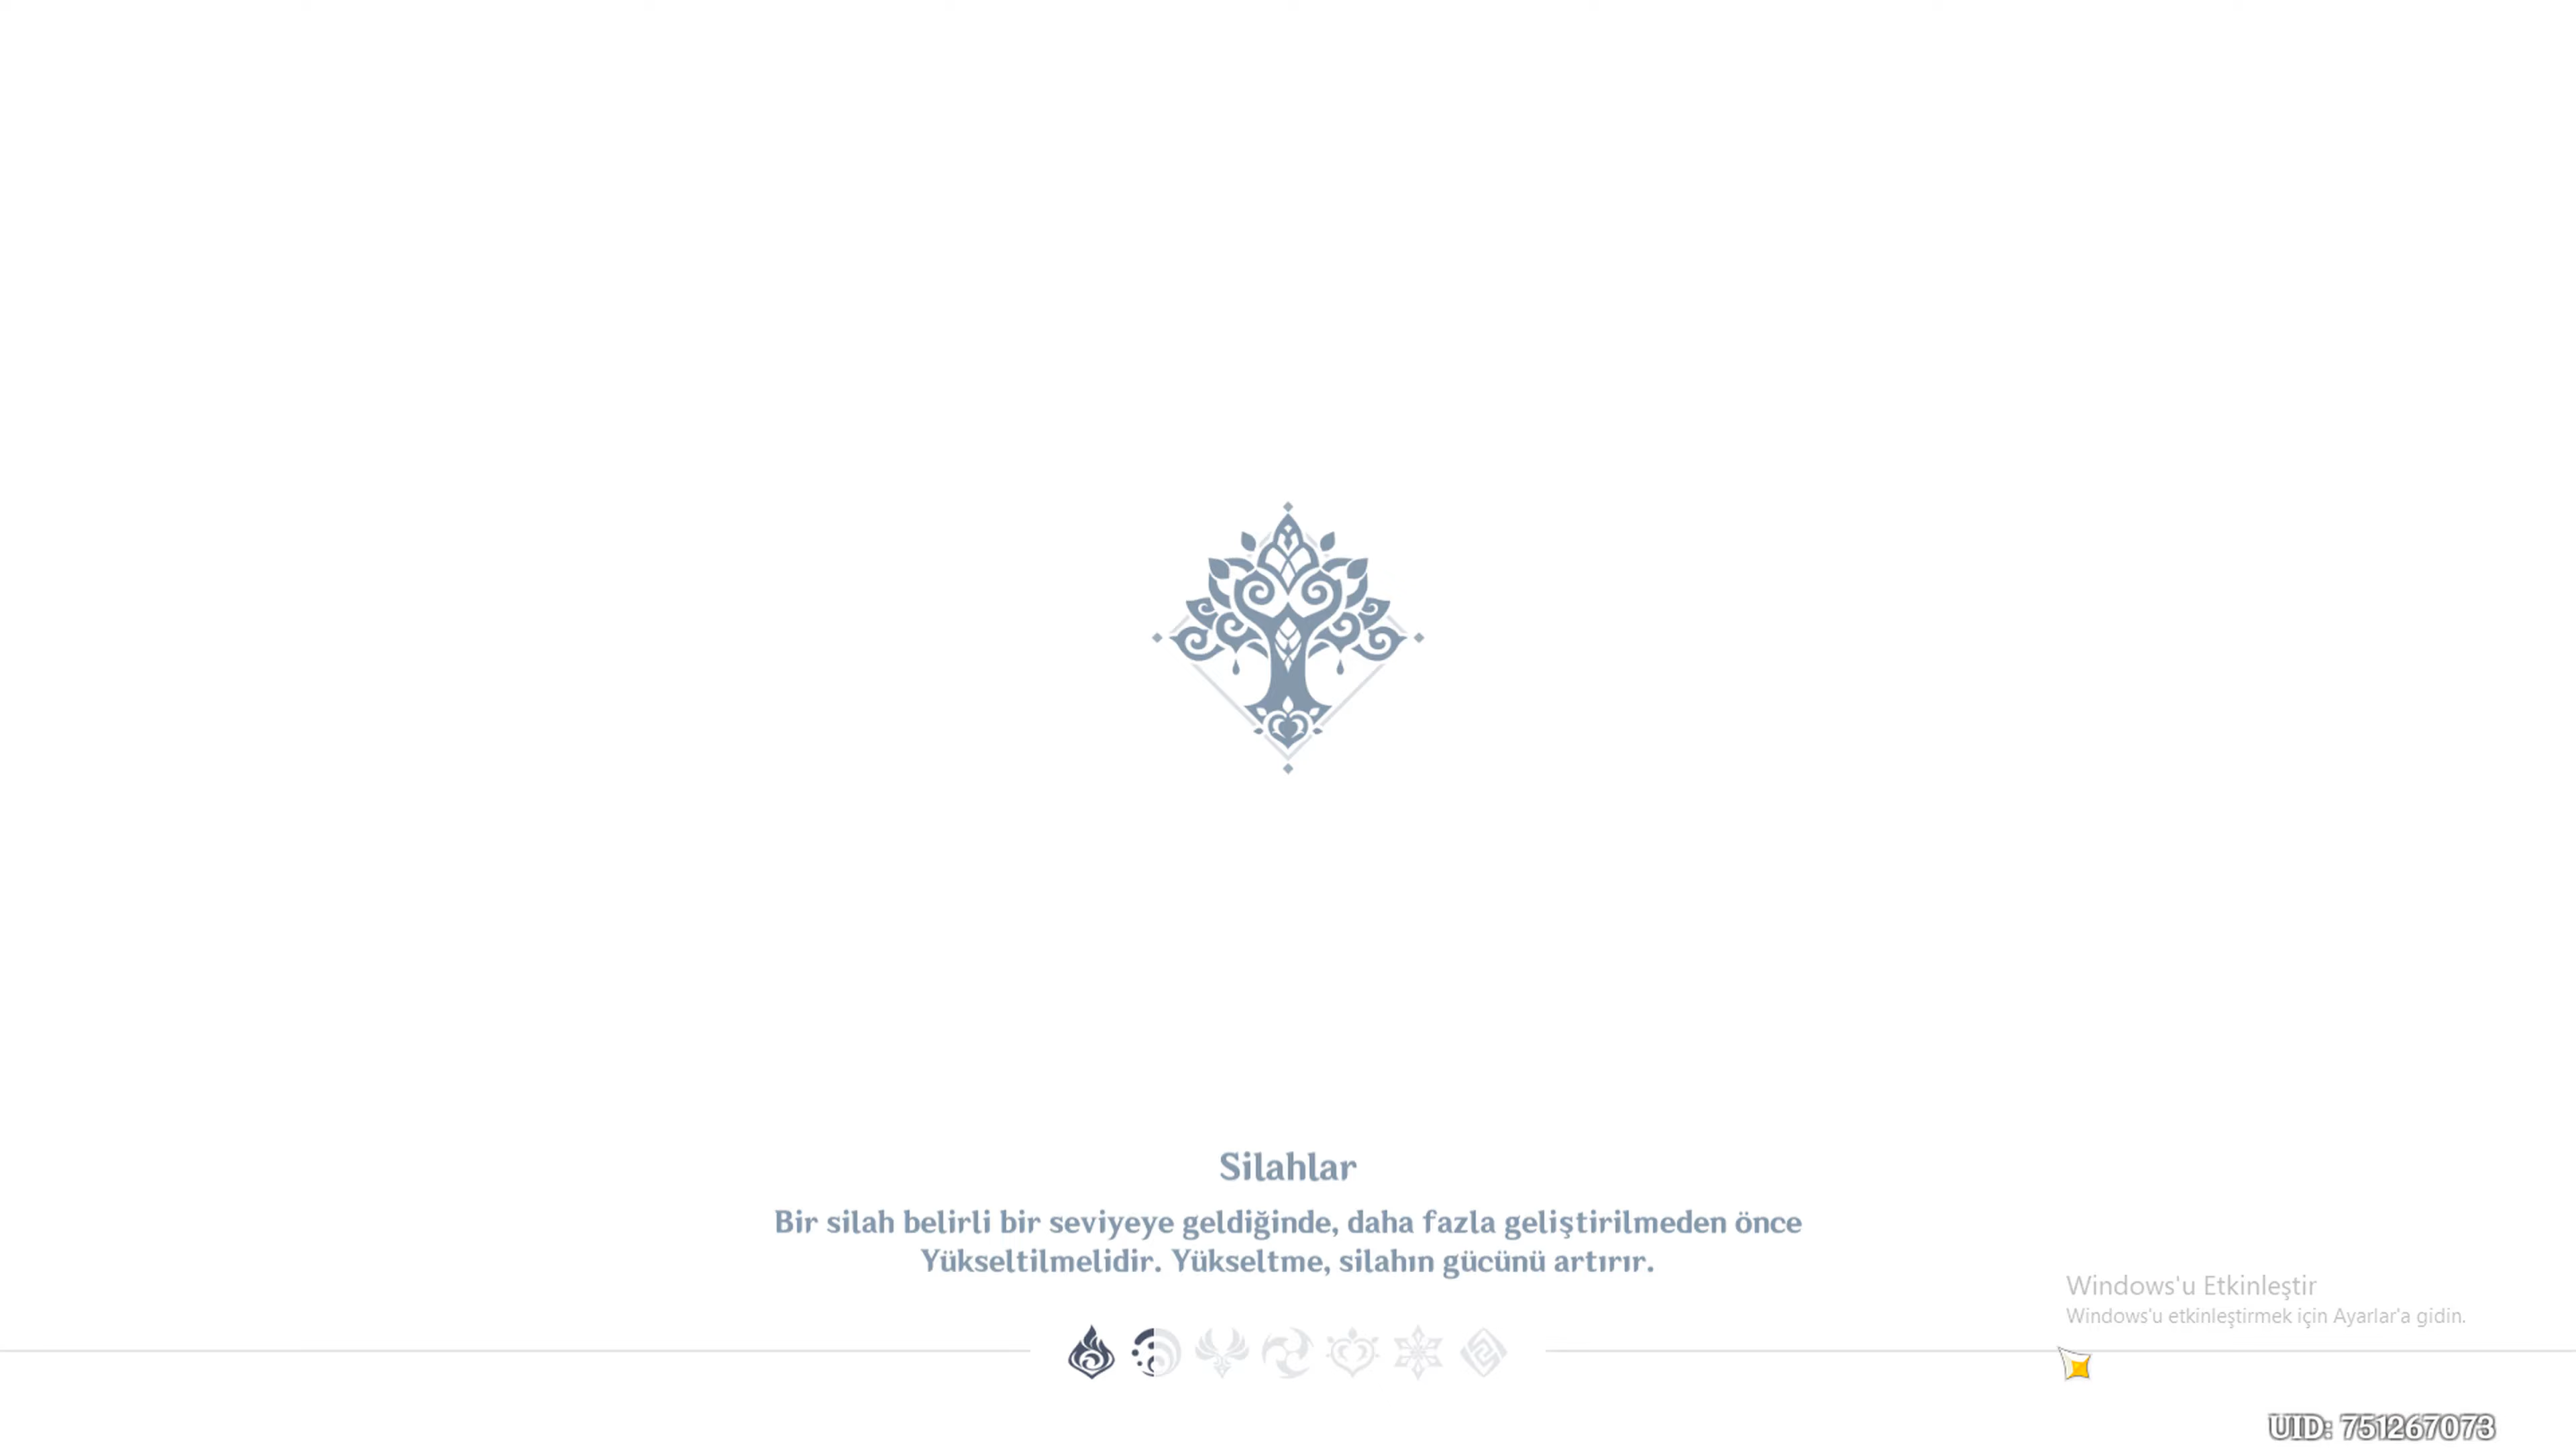 Silahlar
Bir silah belirli bir seviyeye geldiğinde, daha fazla geliştirilmeden önce
Yükseltilmelidir. Yükseltme, silahın gücünü artırır.
Windows'u Etkinleştir
Windows'u etkinleştirmek için Ayarlar'a gidin.
UID: 751267073